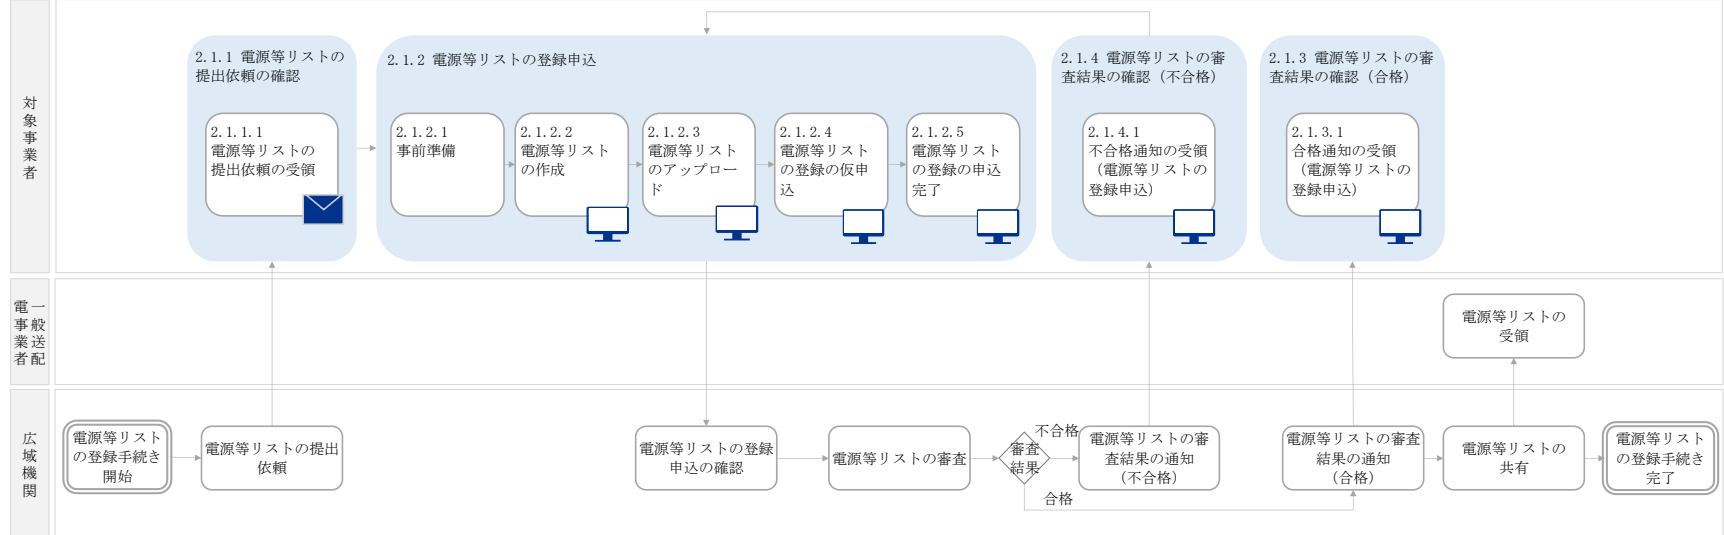 対象事業者
2.1.1 電源等リストの
提出依頼の確認
2.1.1.1
電源等リストの
提出依頼の受領
2.1.2 電源等リストの登録申込
2.1.2.1
事前準備
2.1.2.2
電源等リスト
の作成
2.1.2.3
電源等リスト
のアップロー
ド
2.1.2.4
電源等リスト
の登録の仮申
込
2.1.2.5
電源等リスト
の登録の申込
完了
2.1.4 電源等リストの審
査結果の確認（不合格）
2.1.4.1
不合格通知の受領
（電源等リストの
登録申込）
2.1.3 電源等リストの審
査結果の確認（合格）
2.1.3.1
合格通知の受領
（電源等リストの
登録申込）
一般送配
電事業者
電源等リストの
受領
広域機関
電源等リスト
の登録手続き
開始
電源等リストの提出
依頼
電源等リストの登録
申込の確認
電源等リストの審査
審査
結果
不合格
合格
電源等リストの審
査結果の通知
（不合格）
電源等リストの審査
結果の通知
（合格）
電源等リストの
共有
電源等リスト
の登録手続き
完了